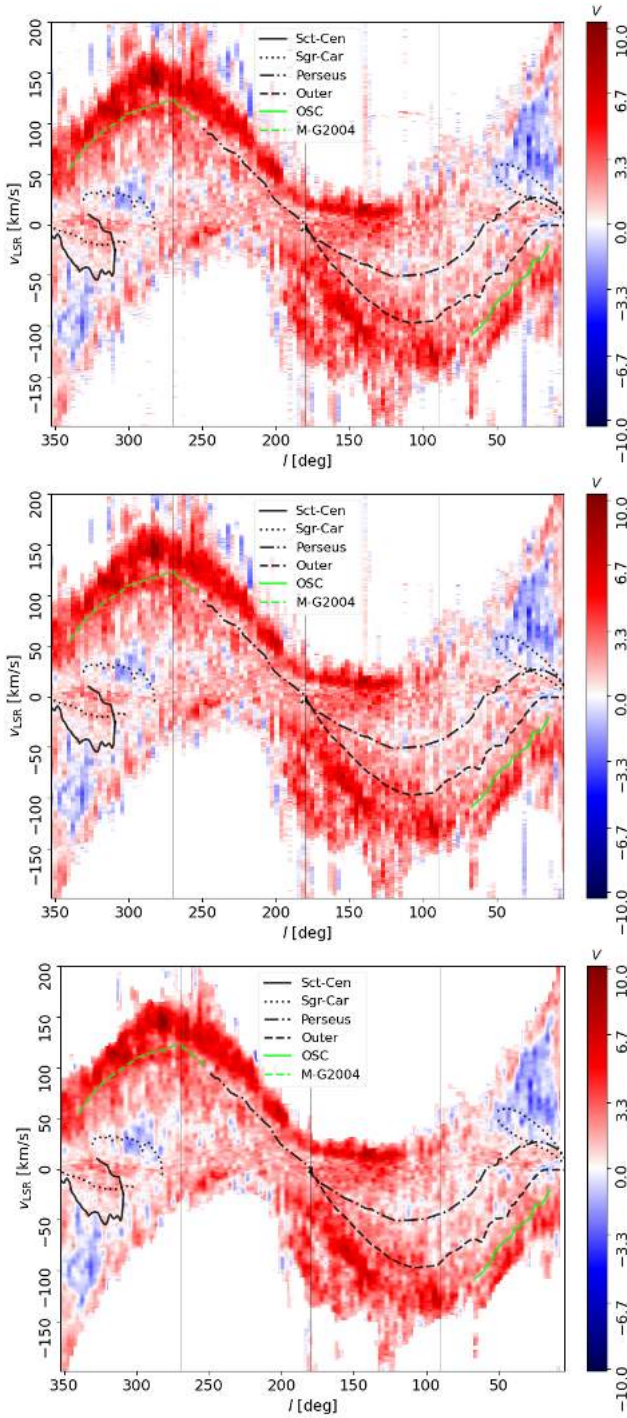 200
150
100
50
0
−50
−100
−150
v_LSR [km/s]
Sct-Cen
Sgr-Car
Perseus
Outer
OSC
M-G2004
350 300 250 200 150 100 50
l [deg]
V
10.0
6.7
3.3
0.0
−3.3
−6.7
−10.0
200
150
100
50
0
−50
−100
−150
v_LSR [km/s]
Sct-Cen
Sgr-Car
Perseus
Outer
OSC
M-G2004
350 300 250 200 150 100 50
l [deg]
V
10.0
6.7
3.3
0.0
−3.3
−6.7
−10.0
200
150
100
50
0
−50
−100
−150
v_LSR [km/s]
Sct-Cen
Sgr-Car
Perseus
Outer
OSC
M-G2004
350 300 250 200 150 100 50
l [deg]
V
10.0
6.7
3.3
0.0
−3.3
−6.7
−10.0